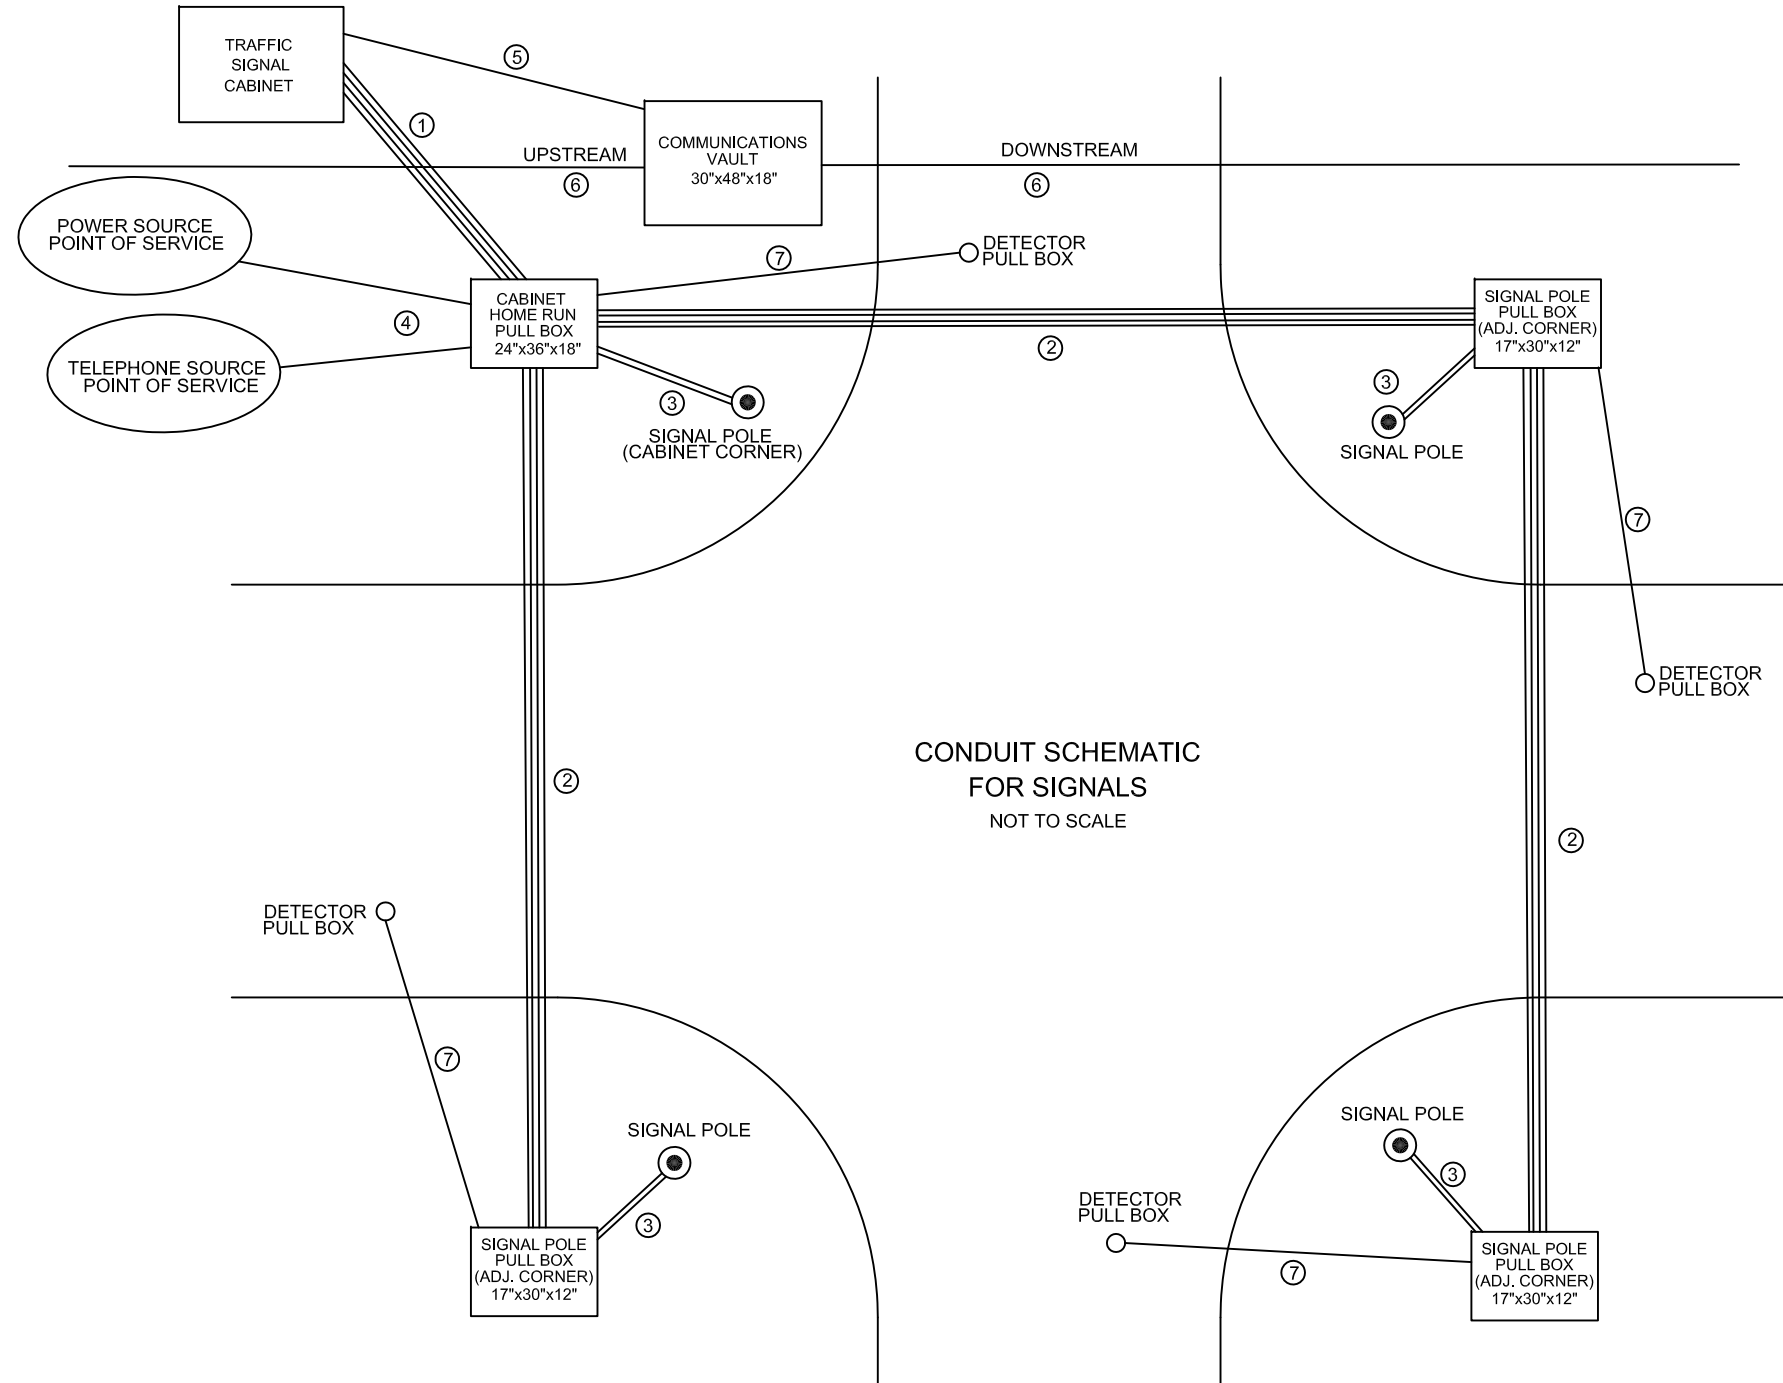 TRAFFIC
SIGNAL
CABINET
5
1
COMMUNICATIONS
VAULT
30"x48"x18"
UPSTREAM
6
DOWNSTREAM
6
POWER SOURCE
POINT OF SERVICE
7
DETECTOR
PULL BOX
CABINET
HOME RUN
PULL BOX
24"x36"x18"
4
TELEPHONE SOURCE
POINT OF SERVICE
2
SIGNAL POLE
PULL BOX
(ADJ. CORNER)
17"x30"x12"
3
SIGNAL POLE
(CABINET CORNER)
3
SIGNAL POLE
7
DETECTOR
PULL BOX
CONDUIT SCHEMATIC
FOR SIGNALS
NOT TO SCALE
2
2
DETECTOR
PULL BOX
7
SIGNAL POLE
3
SIGNAL POLE
PULL BOX
(ADJ. CORNER)
17"x30"x12"
SIGNAL POLE
3
DETECTOR
PULL BOX
7
SIGNAL POLE
PULL BOX
(ADJ. CORNER)
17"x30"x12"